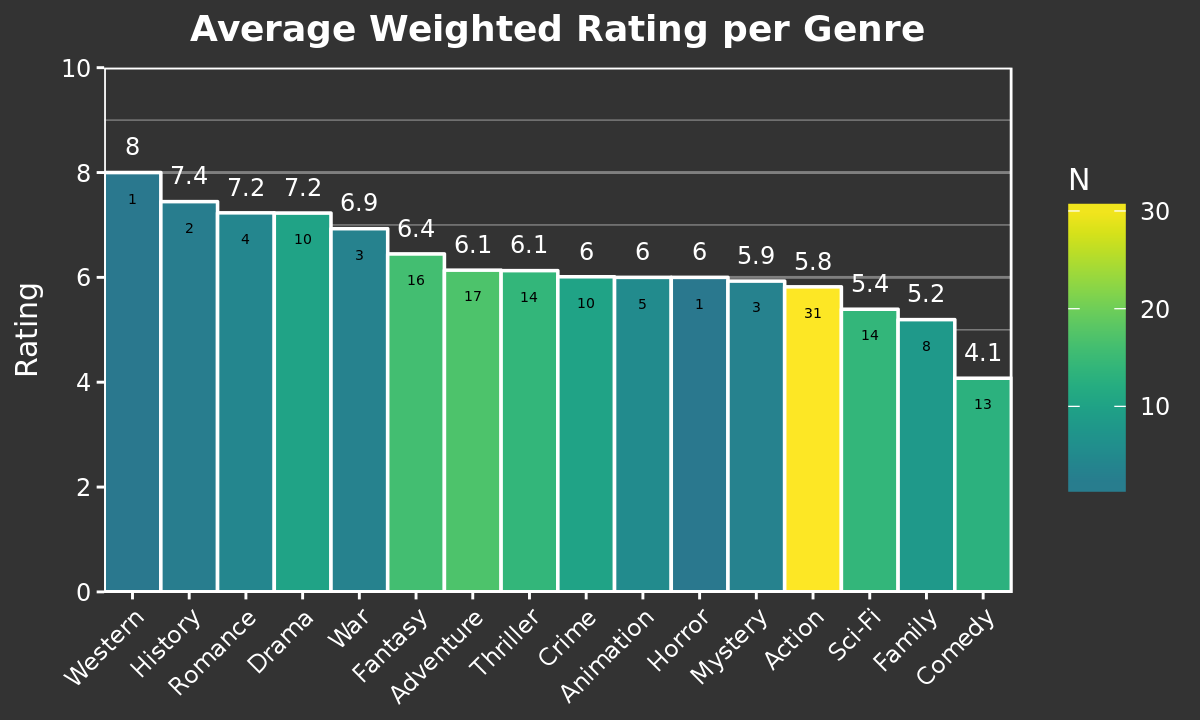 Average Weighted Rating per Genre
Rating
10
8
6
4
2
0
8
7.4
7.2
7.2
6.9
6.4
6.1
6.1
6
6
6
5.9
5.8
5.4
5.2
4.1
1
2
4
10
3
16
17
14
10
5
1
3
31
14
8
13
Western
History
Romance
Drama
War
Fantasy
Adventure
Thriller
Crime
Animation
Horror
Mystery
Action
Sci-Fi
Family
Comedy
N
30
20
10